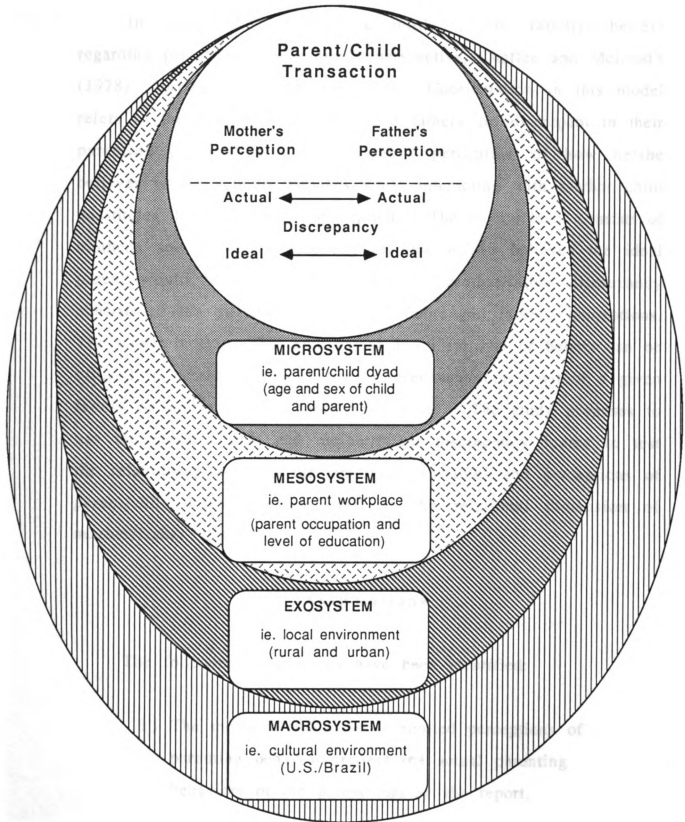 Parent/Child
Transaction
Mother's Father's
Perception Perception
Actual Actual
Discrepancy
Ideal Ideal
MICROSYSTEM
ie. parent/child dyad
(age and sex of child
and parent)
MESOSYSTEM
ie. parent workplace
(parent occupation and
level of education)
EXOSYSTEM
ie. local environment
(rural and urban)
MACROSYSTEM
ie. cultural environment
(U.S./Brazil)